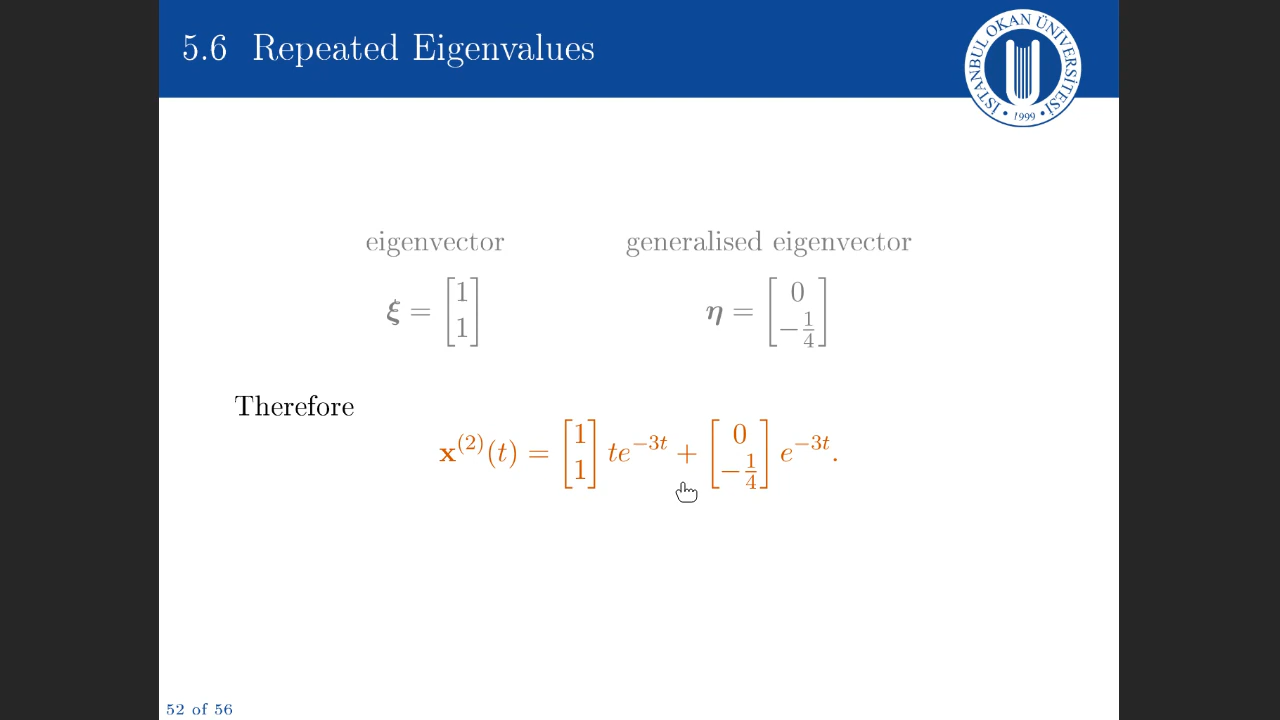 5.6 Repeated Eigenvalues
İSTANBUL OKAN ÜNİVERSİTESİ
• 1999 •
eigenvector generalised eigenvector
ξ = [1 1] η = [0 −1/4]
Therefore
x^(2)(t) = [1 1] te^−3t + [0 −1/4] e^−3t.
52 of 56